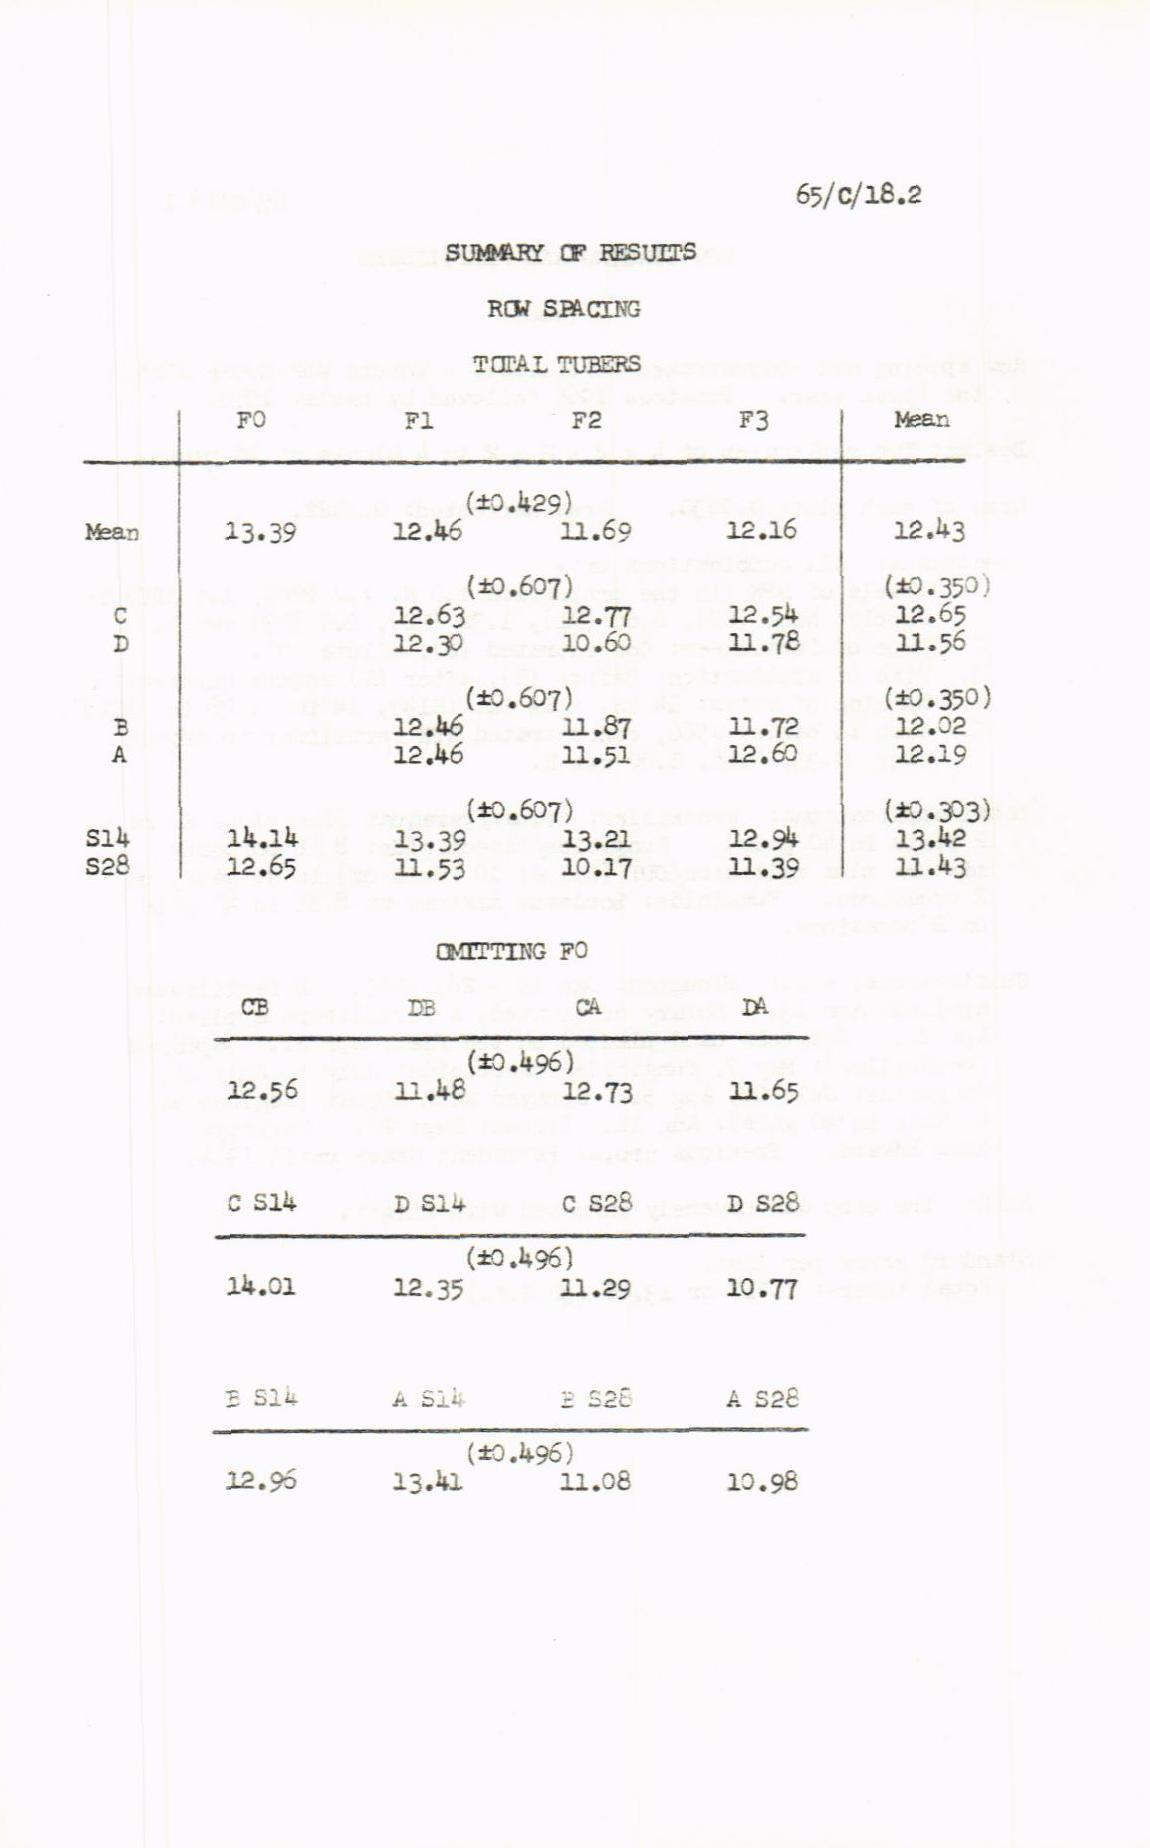 65/C/18.2
SUMMARY OF RESULTS
ROW SPACING
TOTAL TUBERS
F0 F1 F2 F3 Mean
(±0.429)
Mean 13.39 12.46 11.69 12.16 12.43
(±0.607) (±0.350)
C 12.63 12.77 12.54 12.65
D 12.30 10.60 11.78 11.56
(±0.607) (±0.350)
B 12.46 11.87 11.72 12.02
A 12.46 11.51 12.60 12.19
(±0.607) (±0.303)
S14 14.14 13.39 13.21 12.94 13.42
S28 12.65 11.53 10.17 11.39 11.43
OMITTING F0
CB DB CA DA
(±0.496)
12.56 11.48 12.73 11.65
C S14 D S14 C S28 D S28
(±0.496)
14.01 12.35 11.29 10.77
B S14 A S14 B S28 A S28
(±0.496)
12.96 13.41 11.08 10.98